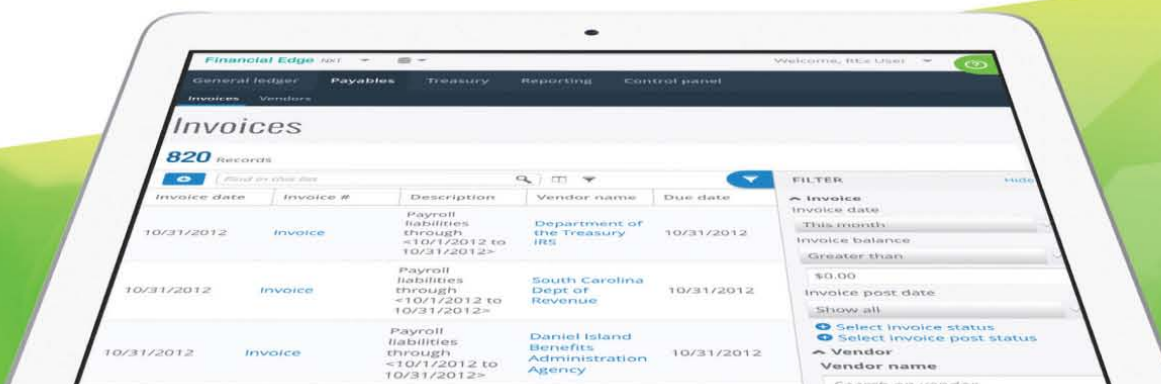 Financial Edge NXT
Welcome, REx User
General ledger Payables Treasury Reporting Control panel
Invoices Vendors
Invoices
820 Records
Find in this list
FILTER Hide
Invoice date Invoice # Description Vendor name Due date
Invoice
Invoice date
This month
10/31/2012 Invoice
Payroll
liabilities
through
<10/1/2012 to
10/31/2012>
Department of
the Treasury
IRS
10/31/2012
Invoice balance
Greater than
$0.00
10/31/2012 Invoice
Payroll
liabilities
through
<10/1/2012 to
10/31/2012>
South Carolina
Dept of
Revenue
10/31/2012
Invoice post date
Show all
Select invoice status
Select invoice post status
10/31/2012 Invoice
Payroll
liabilities
through
<10/1/2012 to
10/31/2012>
Daniel Island
Benefits
Administration
Agency
10/31/2012
Vendor
Vendor name
Search on vendor